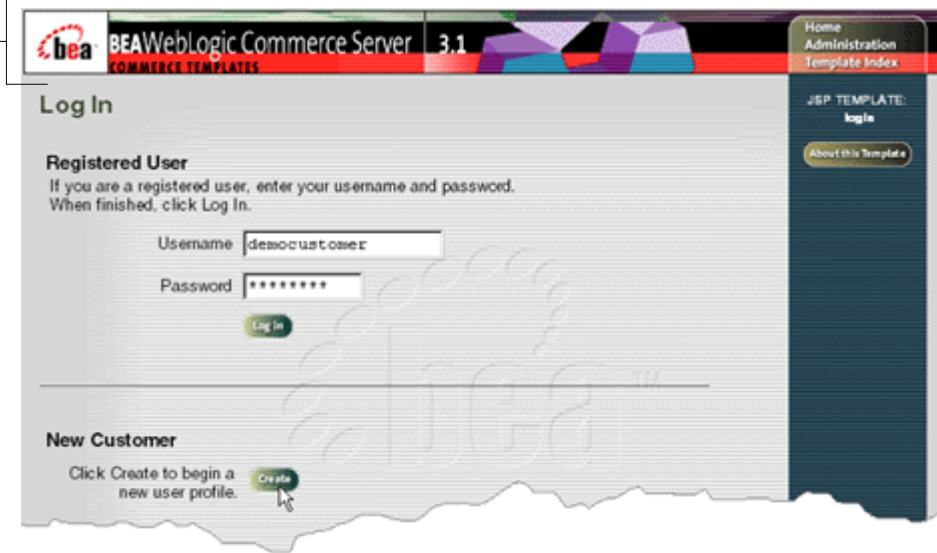 bea
BEAWebLogic Commerce Server 3.1
COMMERCE TEMPLATES
Home
Administration
Template Index
JSP TEMPLATE:
login
About this Template
Log In
Registered User
If you are a registered user, enter your username and password.
When finished, click Log In.
Username democustomer
Password ********
Log In
bea TM
New Customer
Click Create to begin a
new user profile.
Create